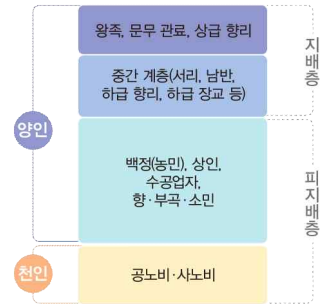 왕족, 문무 관료, 상급 향리
중간 계층(서리, 남반,
하급 향리, 하급 장교 등)
지배층
양인
백정(농민), 상인,
수공업자,
향·부곡·소민
피지배층
천인
공노비·사노비